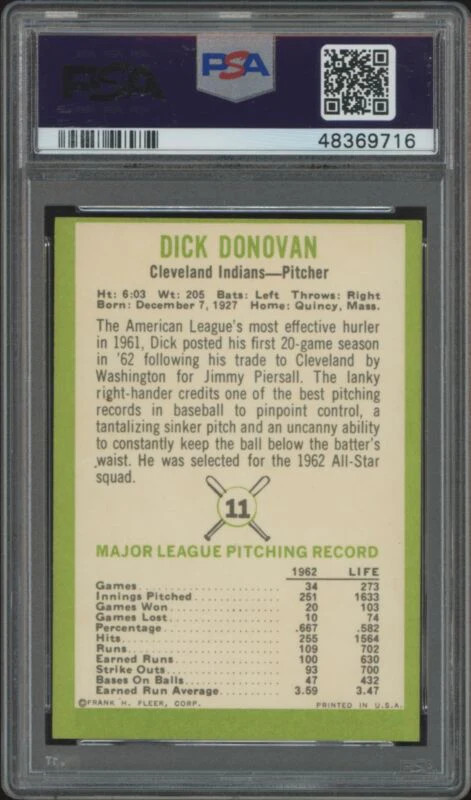 PSA
PSA
48369716
DICK DONOVAN
Cleveland Indians—Pitcher
Ht: 6:03 Wt: 205 Bats: Left Throws: Right
Born: December 7, 1927 Home: Quincy, Mass.
The American League's most effective hurler
in 1961, Dick posted his first 20-game season
in '62 following his trade to Cleveland by
Washington for Jimmy Piersall. The lanky
right-hander credits one of the best pitching
records in baseball to pinpoint control, a
tantalizing sinker pitch and an uncanny ability
to constantly keep the ball below the batter's
waist. He was selected for the 1962 All-Star
squad.
11
MAJOR LEAGUE PITCHING RECORD
1962 LIFE
Games 34 273
Innings Pitched 251 1633
Games Won 20 103
Games Lost 10 74
Percentage .667 .582
Hits 255 1564
Runs 109 702
Earned Runs 100 630
Strike Outs 93 700
Bases On Balls 47 432
Earned Run Average 3.59 3.47
©FRANK H. FLEER, CORP. PRINTED IN U.S.A.